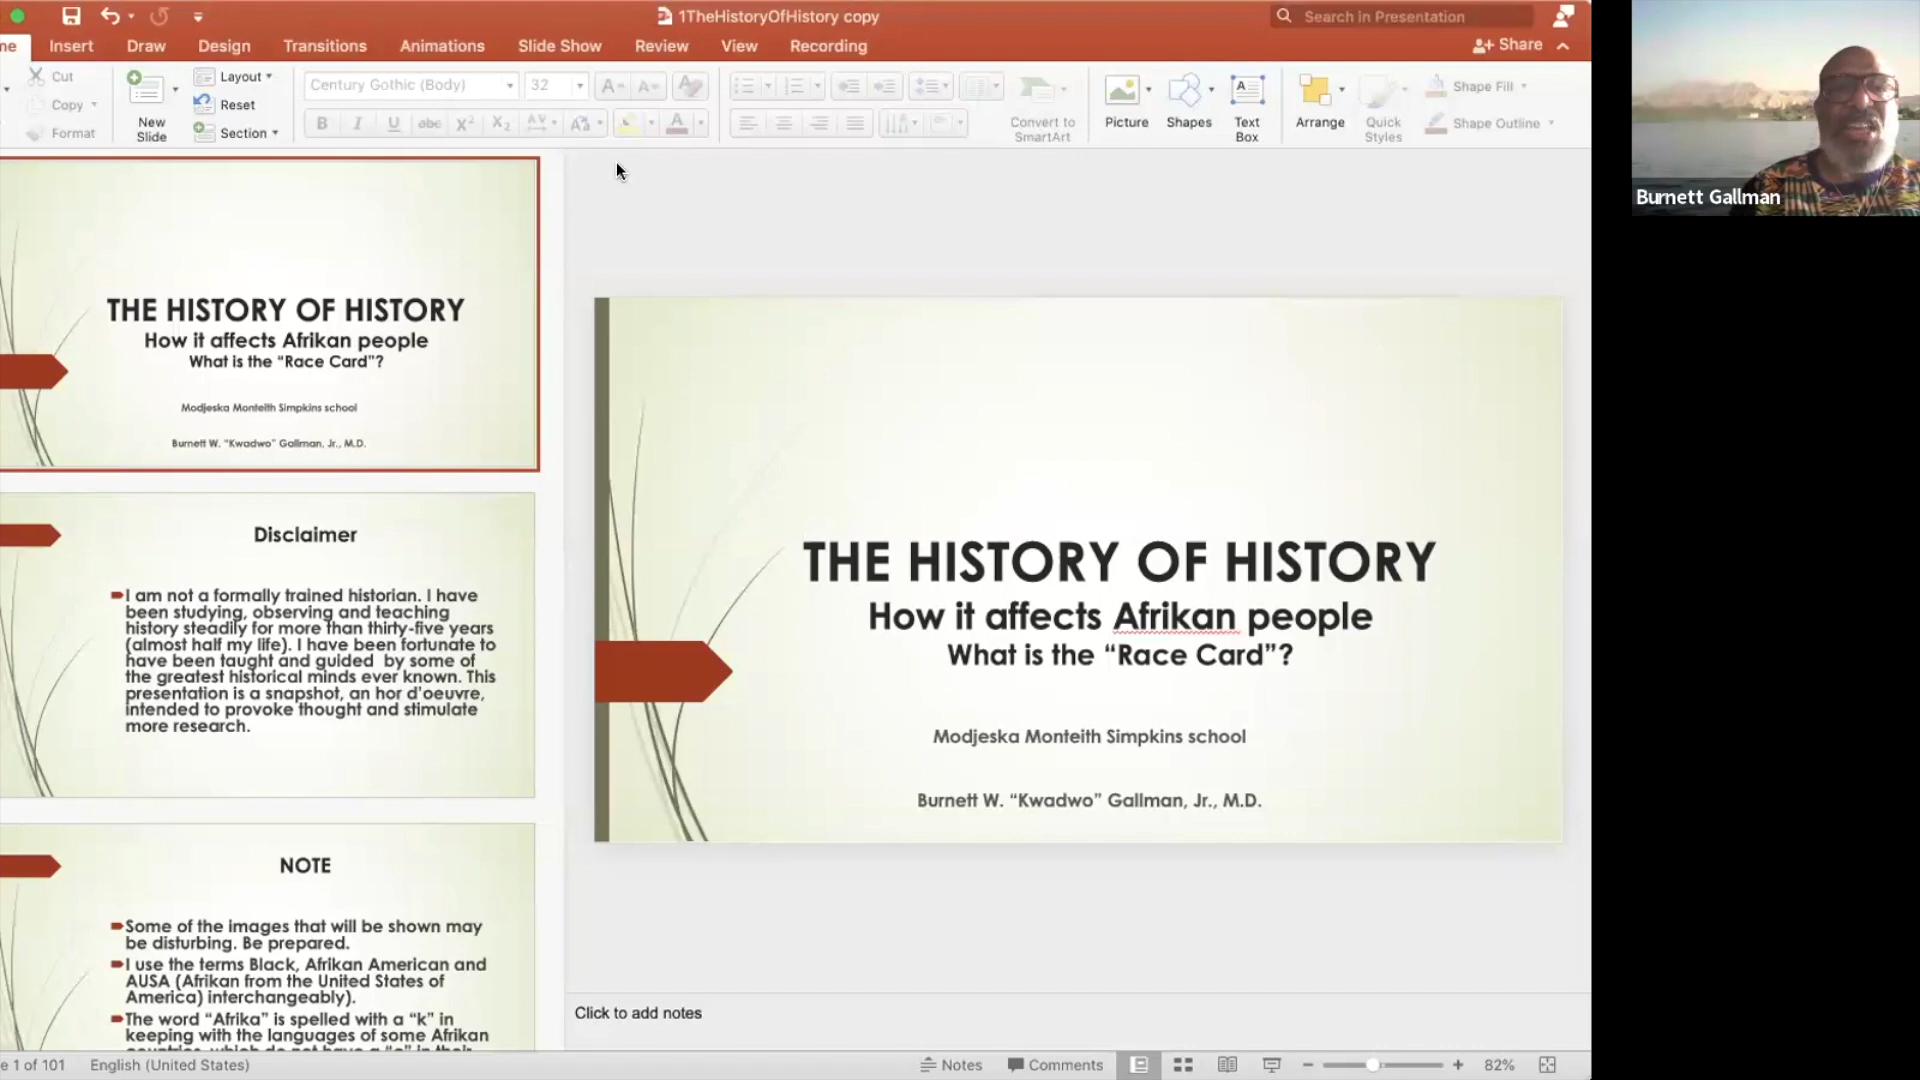 1TheHistoryOfHistory copy
Search in Presentation
Insert
Draw
Design
Transitions
Animations
Slide Show
Review
View
Recording
Share
Cut
Copy
Format
New
Slide
Layout
Reset
Section
Century Gothic (Body)
32
Convert to
SmartArt
Picture
Shapes
Text
Box
Arrange
Quick
Styles
Shape Fill
Shape Outline
Burnett Gallman
THE HISTORY OF HISTORY
How it affects Afrikan people
What is the “Race Card”?
Modjeska Monteith Simpkins school
Burnett W. “Kwadwo” Gallman, Jr., M.D.
Disclaimer
I am not a formally trained historian. I have
been studying, observing and teaching
history steadily for more than thirty-five years
(almost half my life). I have been fortunate to
have been taught and guided by some of
the greatest historical minds ever known. This
presentation is a snapshot, an hor d'oeuvre,
intended to provoke thought and stimulate
more research.
NOTE
Some of the images that will be shown may
be disturbing. Be prepared.
I use the terms Black, Afrikan American and
AUSA (Afrikan from the United States of
America) interchangeably).
The word “Afrika” is spelled with a “k” in
keeping with the languages of some Afrikan
THE HISTORY OF HISTORY
How it affects Afrikan people
What is the “Race Card”?
Modjeska Monteith Simpkins school
Burnett W. “Kwadwo” Gallman, Jr., M.D.
Click to add notes
1 of 101
English (United States)
Notes
Comments
82%